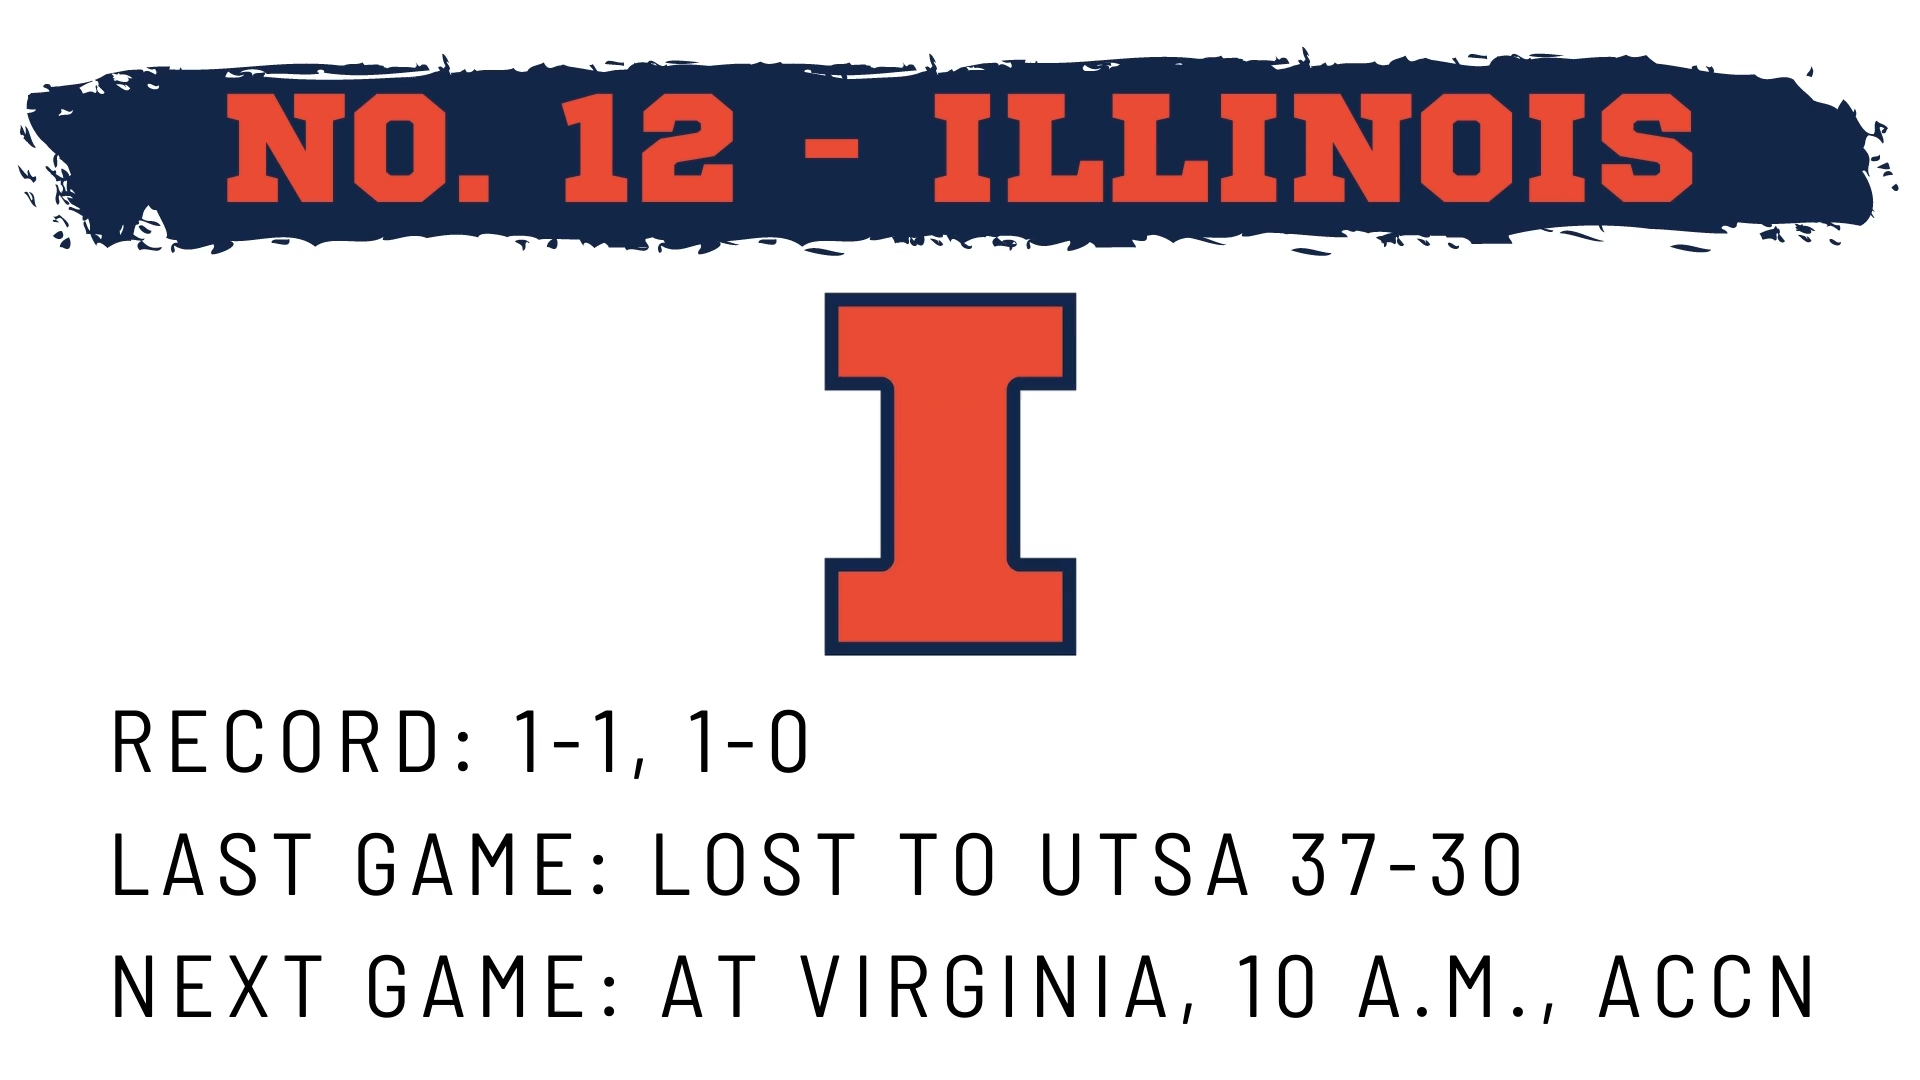 NO. 12 - ILLINOIS
I
RECORD: 1-1, 1-0
LAST GAME: LOST TO UTSA 37-30
NEXT GAME: AT VIRGINIA, 10 A.M., ACCN